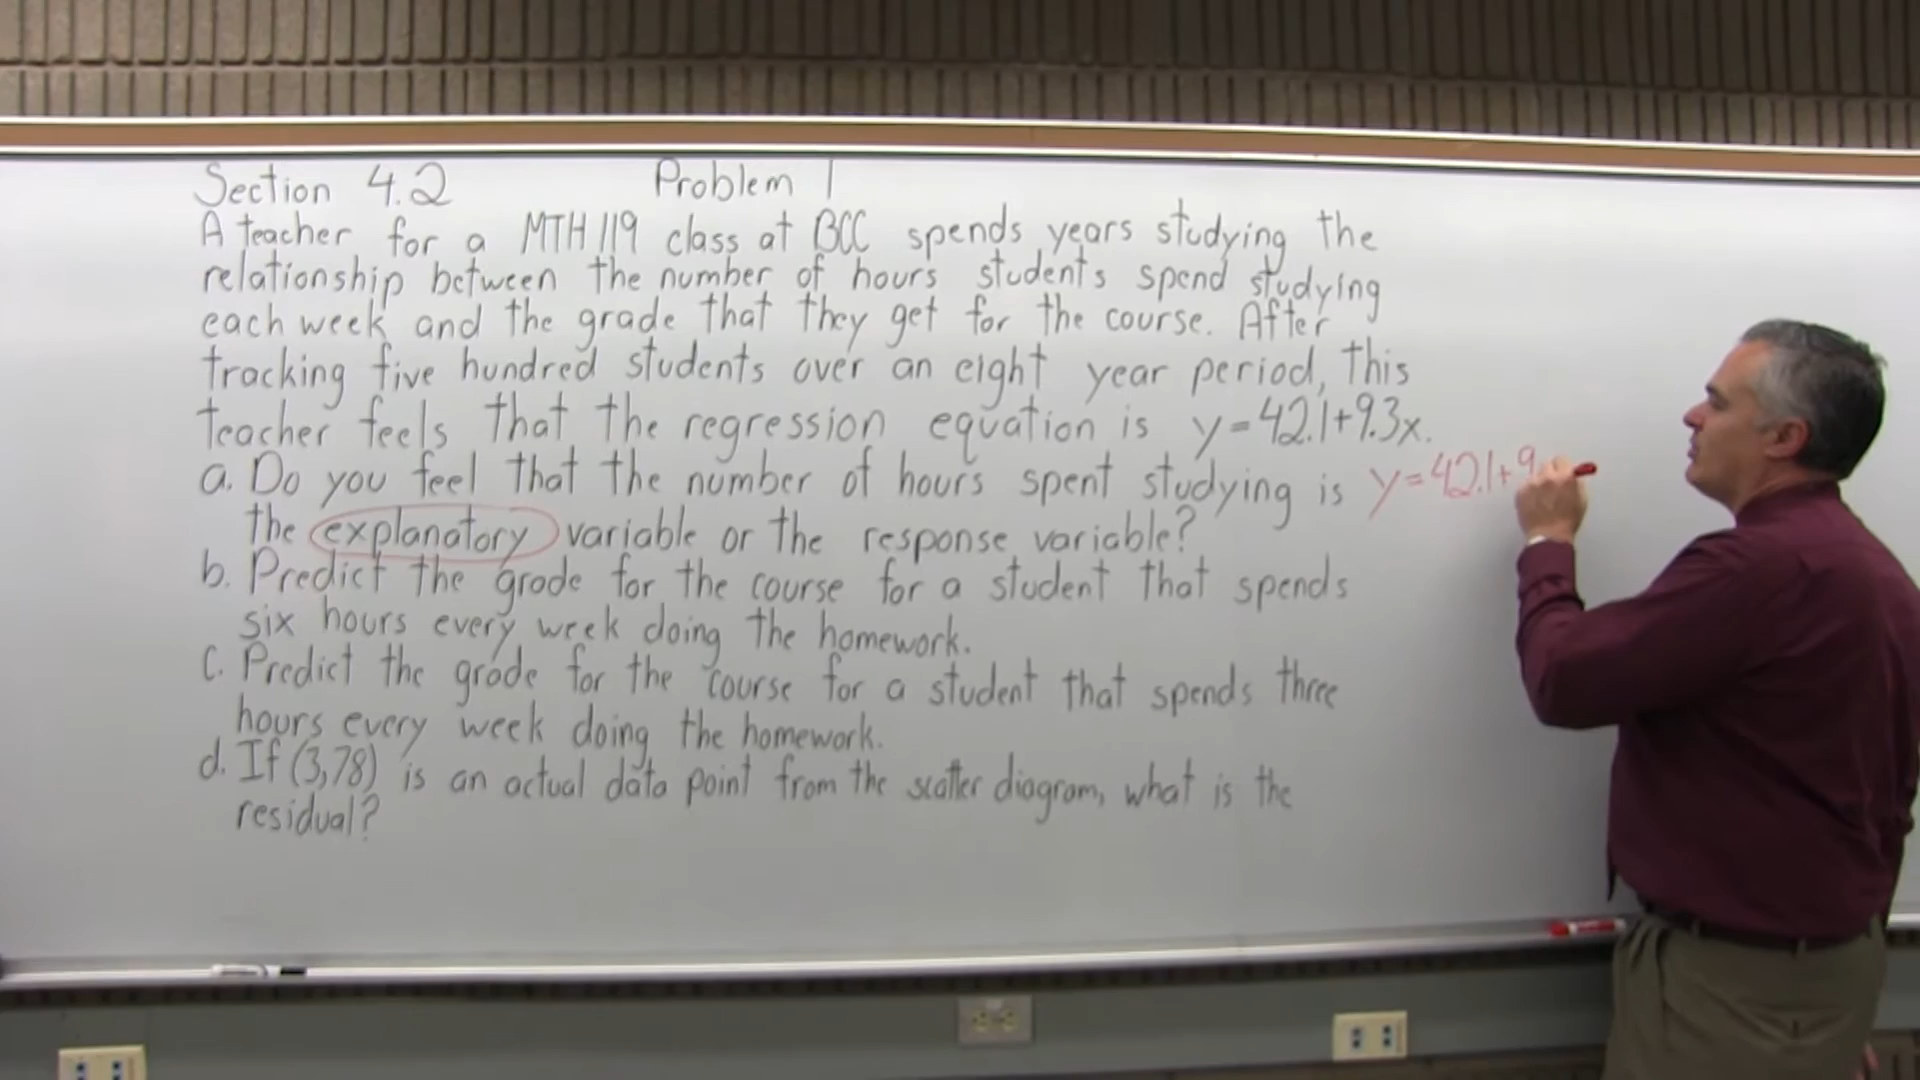 Section 4.2 Problem 1
A teacher for a MTH 119 class at BCC spends years studying the
relationship between the number of hours students spend studying
each week and the grade that they get for the course. After
tracking five hundred students over an eight year period, this
teacher feels that the regression equation is y=42.1+9.3x.
a. Do you feel that the number of hours spent studying is y=42.1+9
the explanatory variable or the response variable?
b. Predict the grade for the course for a student that spends
six hours every week doing the homework.
c. Predict the grade for the course for a student that spends three
hours every week doing the homework.
d. If (3,78) is an actual data point from the scatter diagram, what is the
residual?